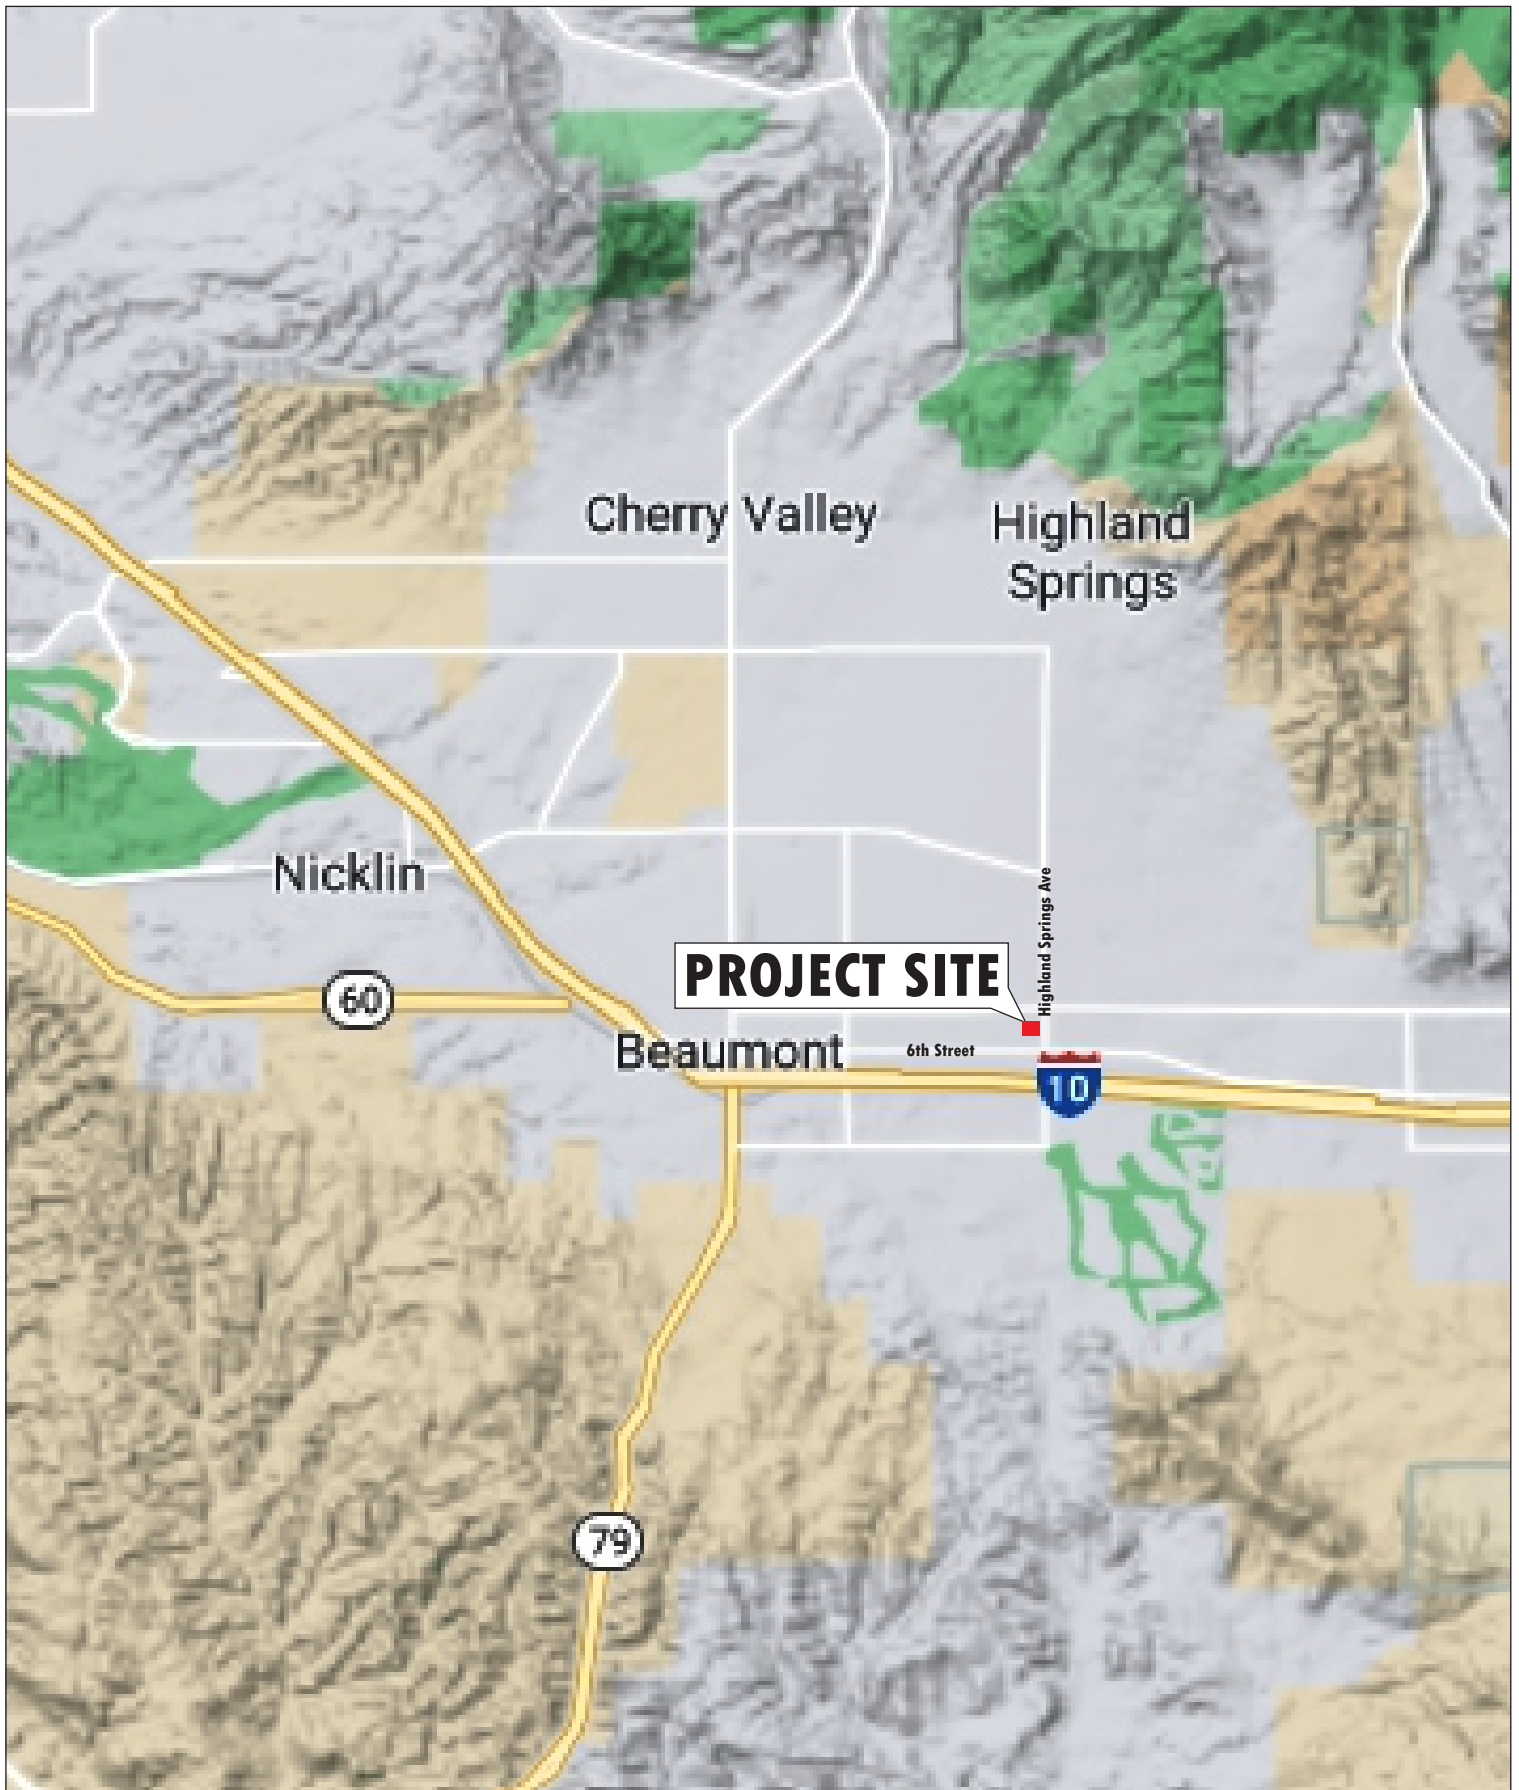 Cherry Valley
Highland
Springs
Nicklin
Highland Springs Ave
PROJECT SITE
60
Beaumont
6th Street
10
79